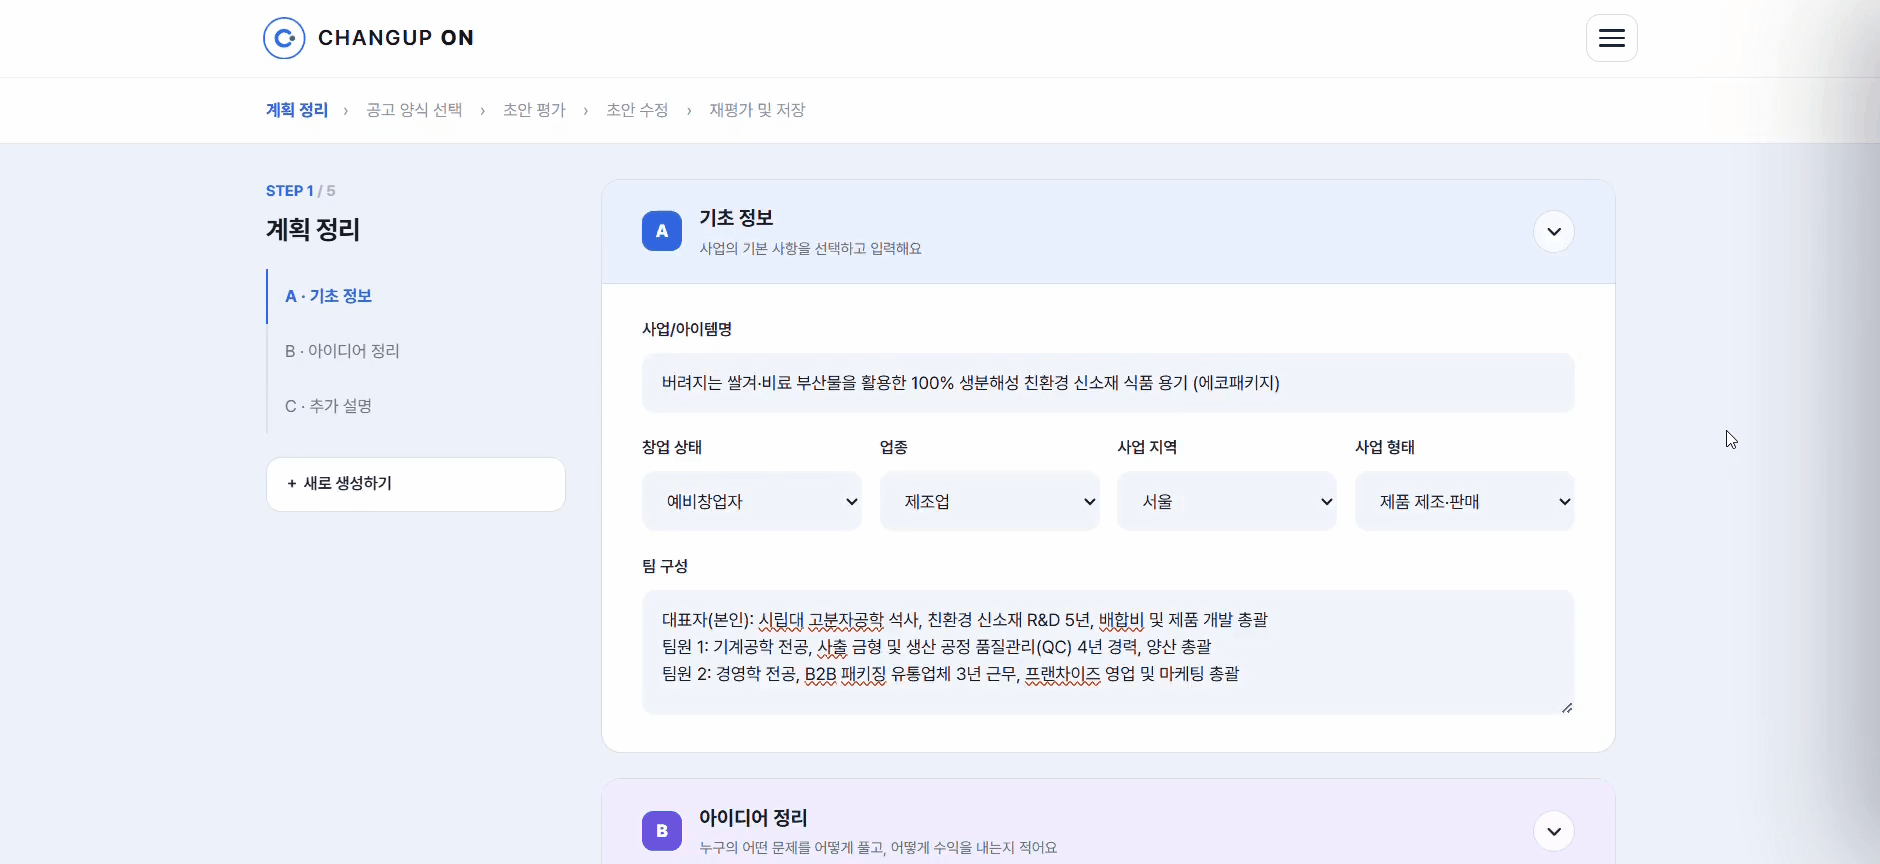 CHANGUP ON
계획 정리 › 공고 양식 선택 › 초안 평가 › 초안 수정 › 재평가 및 저장
STEP 1 / 5
계획 정리
A · 기초 정보
B · 아이디어 정리
C · 추가 설명
+ 새로 생성하기
A
기초 정보
사업의 기본 사항을 선택하고 입력해요
사업/아이템명
버려지는 쌀겨·비료 부산물을 활용한 100% 생분해성 친환경 신소재 식품 용기 (에코패키지)
창업 상태 업종 사업 지역 사업 형태
예비창업자 제조업 서울 제품 제조·판매
팀 구성
대표자(본인): 시립대 고분자공학 석사, 친환경 신소재 R&D 5년, 배합비 및 제품 개발 총괄
팀원 1: 기계공학 전공, 사출 금형 및 생산 공정 품질관리(QC) 4년 경력, 양산 총괄
팀원 2: 경영학 전공, B2B 패키징 유통업체 3년 근무, 프랜차이즈 영업 및 마케팅 총괄
B
아이디어 정리
누구의 어떤 문제를 어떻게 풀고, 어떻게 수익을 내는지 적어요